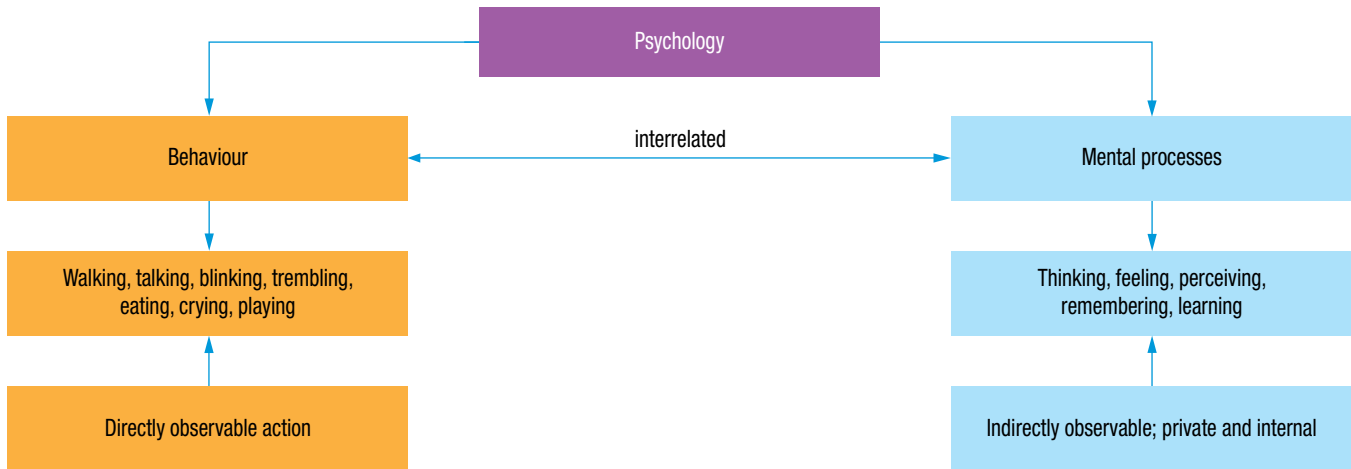 Psychology
Behaviour
interrelated
Mental processes
Walking, talking, blinking, trembling,
eating, crying, playing
Thinking, feeling, perceiving,
remembering, learning
Directly observable action
Indirectly observable; private and internal